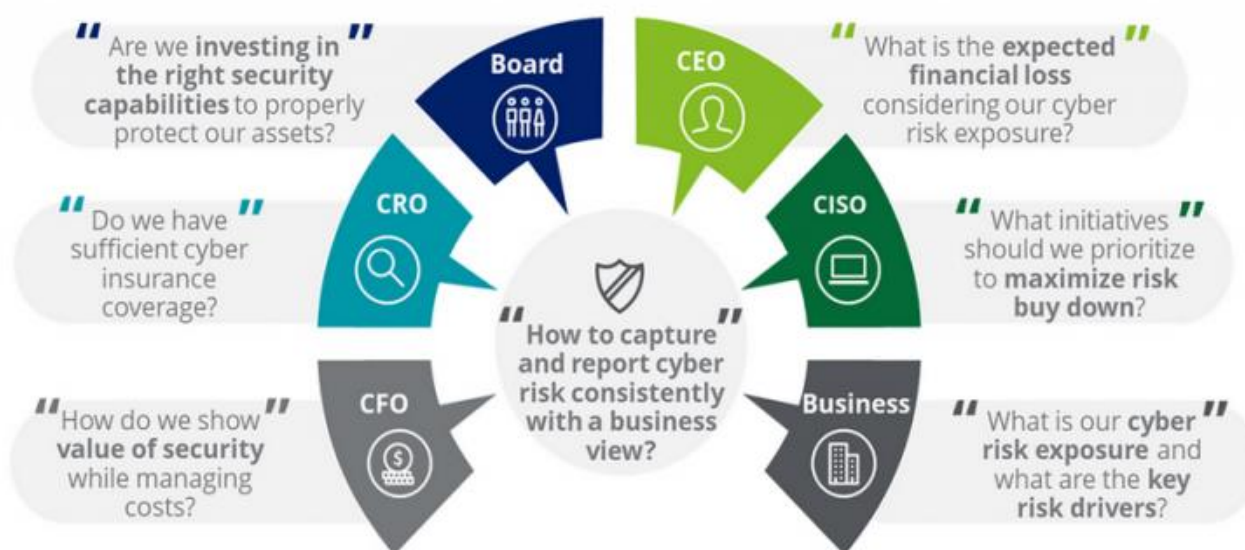 Board
"Are we investing in"
the right security
capabilities to properly
protect our assets?
CEO
"What is the expected"
financial loss
considering our cyber
risk exposure?
CRO
"Do we have"
sufficient cyber
insurance
coverage?
CISO
"What initiatives"
should we prioritize
to maximize risk
buy down?
CFO
"How do we show"
value of security
while managing
costs?
Business
"What is our cyber"
risk exposure and
what are the key
risk drivers?
"How to capture"
and report cyber
risk consistently
with a business
view?